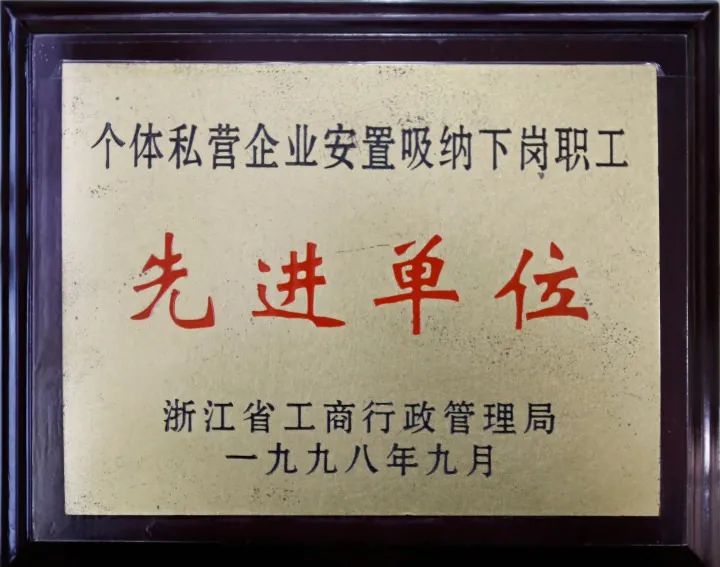 个体私营企业安置吸纳下岗职工
先进单位
浙江省工商行政管理局
一九九八年九月